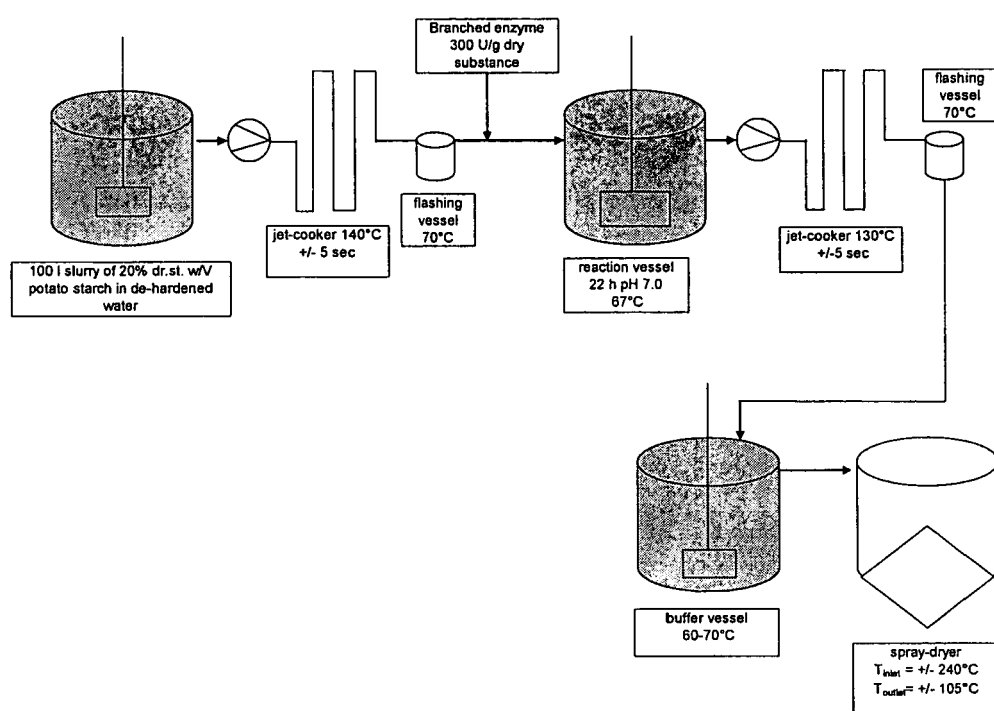 Branched enzyme
300 U/g dry
substance
flashing
vessel
70°C
flashing
vessel
70°C
jet-cooker 140°C
+/- 5 sec
jet-cooker 130°C
+/-5 sec
100 l slurry of 20% dr.st. w/V
potato starch in de-hardened
water
reaction vessel
22 h pH 7.0
67°C
buffer vessel
60-70°C
spray-dryer
Tinlet = +/- 240°C
Toutlet= +/- 105°C